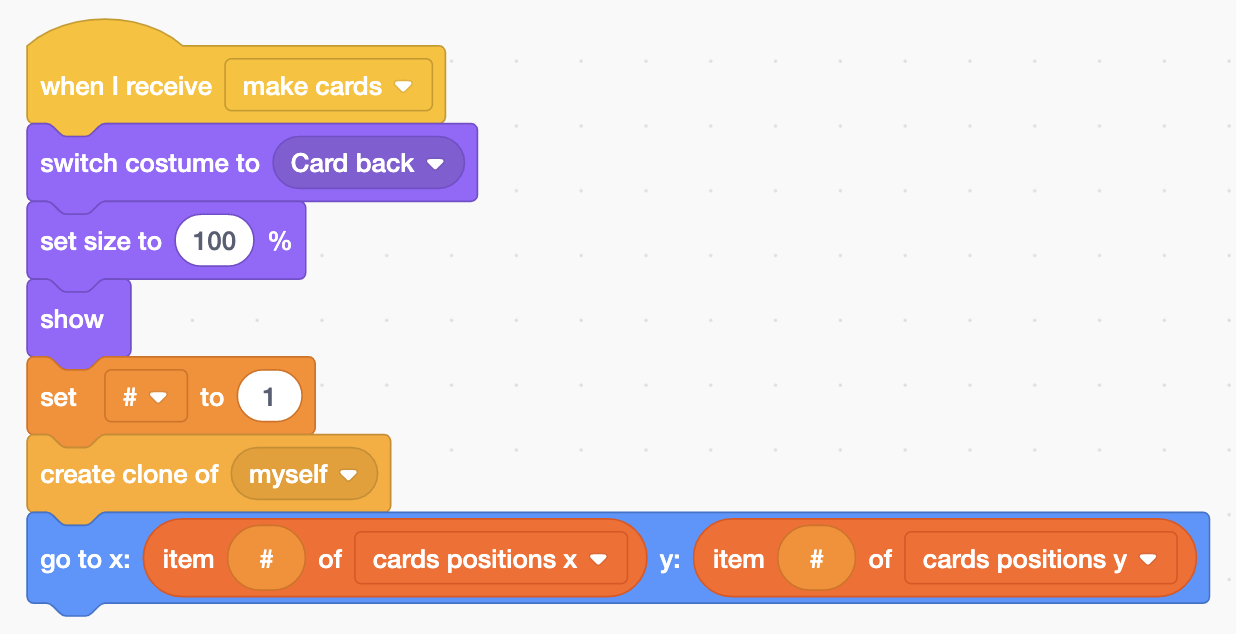 when I receive make cards
switch costume to Card back
set size to 100 %
show
set # to 1
create clone of myself
go to x: item # of cards positions x y: item # of cards positions y